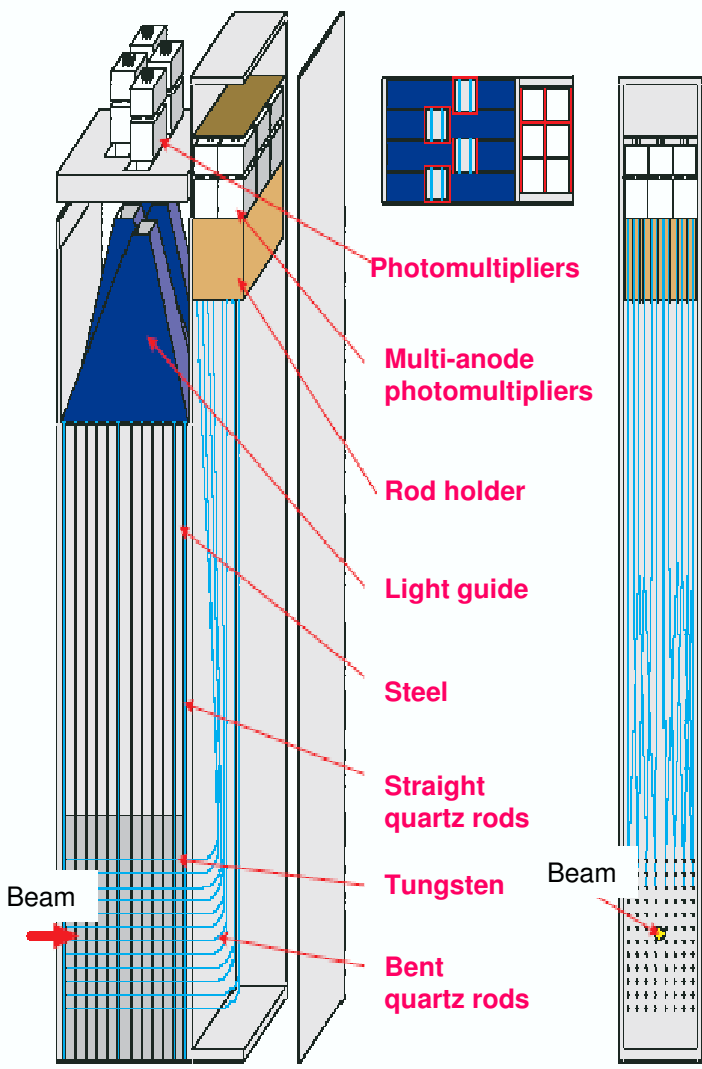 Photomultipliers
Multi-anode
photomultipliers
Rod holder
Light guide
Steel
Straight
quartz rods
Tungsten
Beam
Beam
Bent
quartz rods